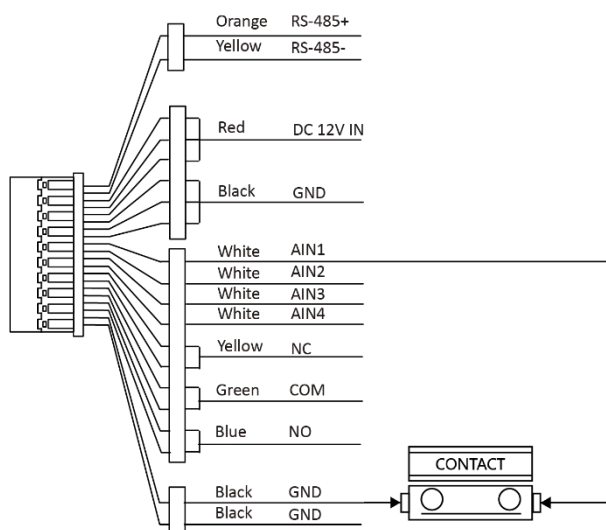 Orange RS-485+
Yellow RS-485-
Red DC 12V IN
Black GND
White AIN1
White AIN2
White AIN3
White AIN4
Yellow NC
Green COM
Blue NO
CONTACT
Black GND
Black GND